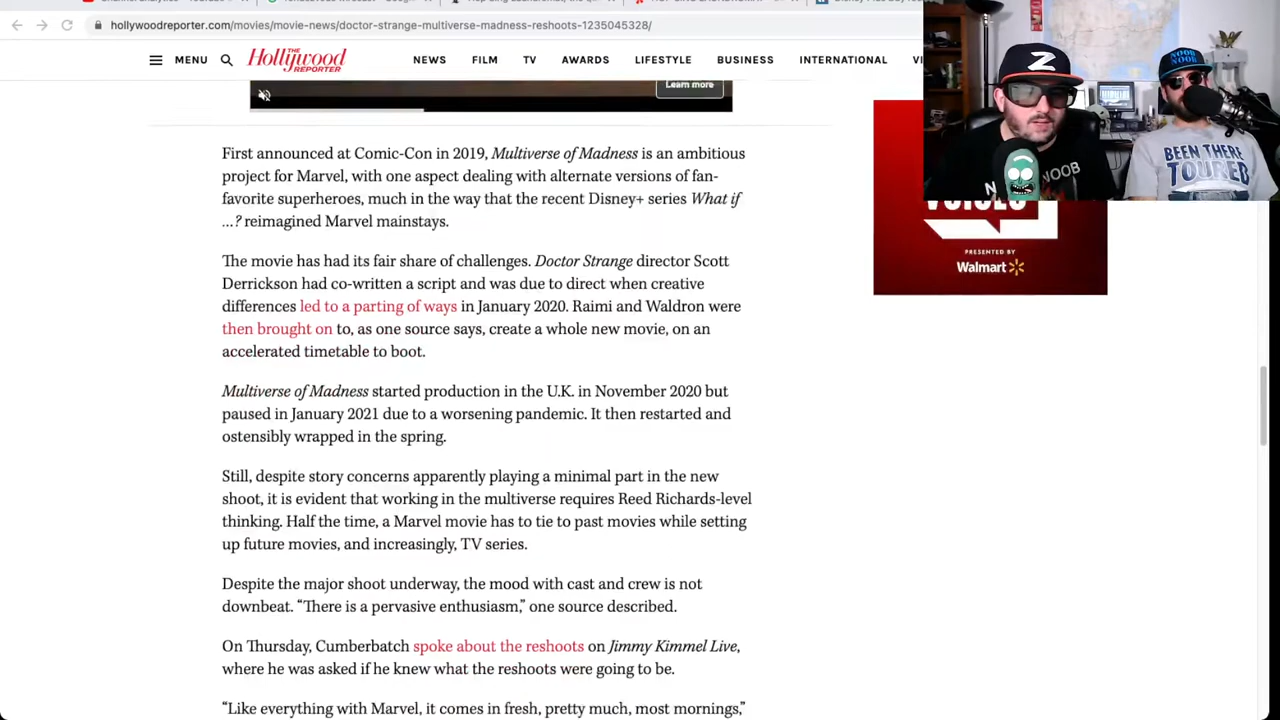 hollywoodreporter.com/movies/movie-news/doctor-strange-multiverse-madness-reshoots-1235045328/
MENU
THE Hollywood REPORTER
NEWS FILM TV AWARDS LIFESTYLE BUSINESS INTERNATIONAL
Learn more
First announced at Comic-Con in 2019, Multiverse of Madness is an ambitious
project for Marvel, with one aspect dealing with alternate versions of fan-
favorite superheroes, much in the way that the recent Disney+ series What if
...? reimagined Marvel mainstays.
The movie has had its fair share of challenges. Doctor Strange director Scott
Derrickson had co-written a script and was due to direct when creative
differences led to a parting of ways in January 2020. Raimi and Waldron were
then brought on to, as one source says, create a whole new movie, on an
accelerated timetable to boot.
Multiverse of Madness started production in the U.K. in November 2020 but
paused in January 2021 due to a worsening pandemic. It then restarted and
ostensibly wrapped in the spring.
Still, despite story concerns apparently playing a minimal part in the new
shoot, it is evident that working in the multiverse requires Reed Richards-level
thinking. Half the time, a Marvel movie has to tie to past movies while setting
up future movies, and increasingly, TV series.
Despite the major shoot underway, the mood with cast and crew is not
downbeat. “There is a pervasive enthusiasm,” one source described.
On Thursday, Cumberbatch spoke about the reshoots on Jimmy Kimmel Live,
where he was asked if he knew what the reshoots were going to be.
“Like everything with Marvel, it comes in fresh, pretty much, most mornings,”
Z
NOOB
NOOB
BEEN THERE
TOURED
VOICES
PRESENTED BY
Walmart